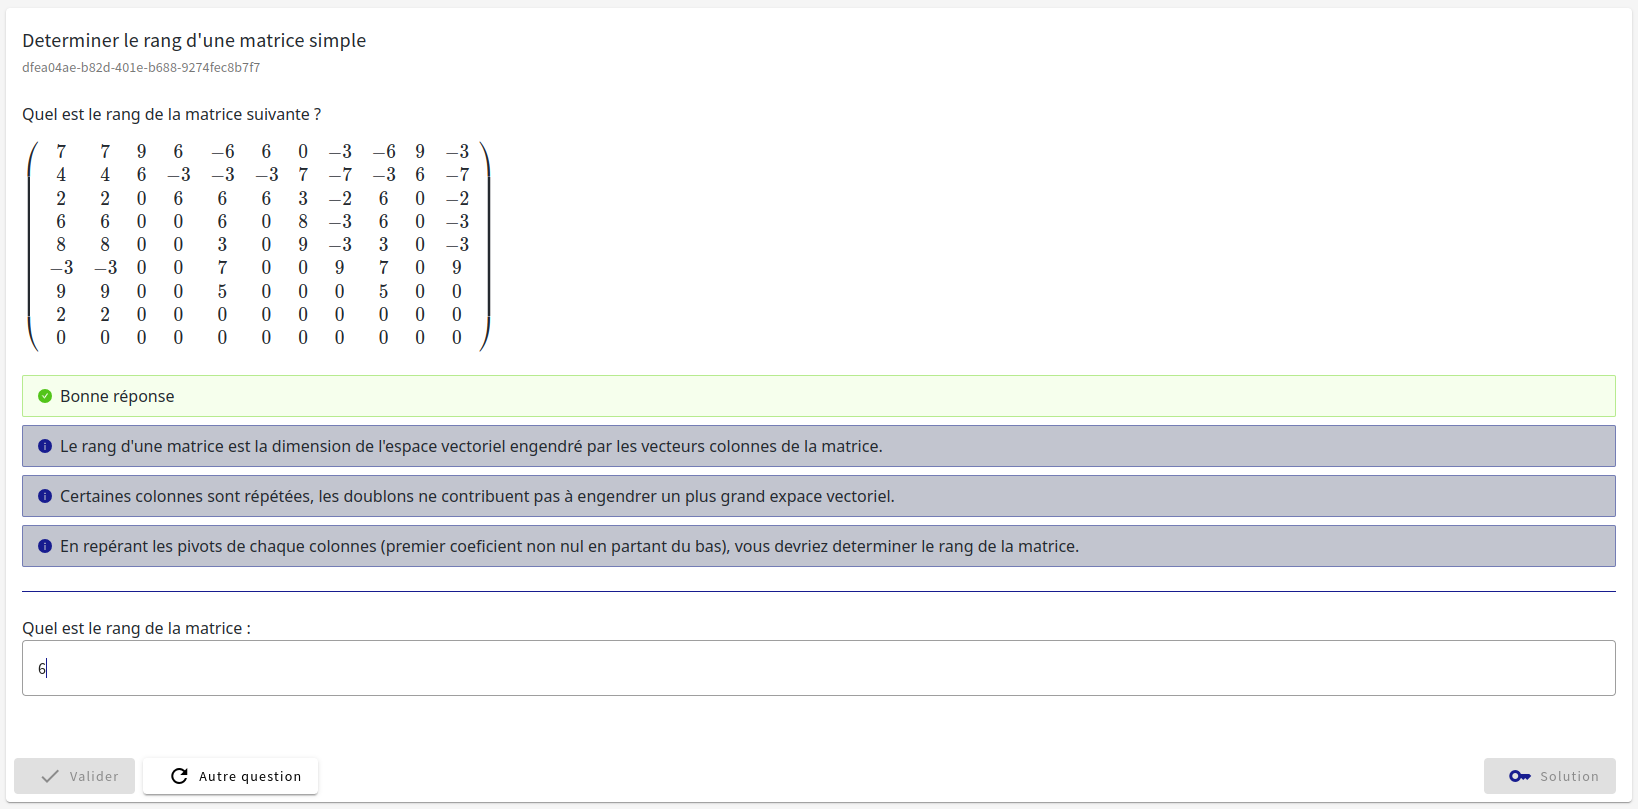 Determiner le rang d'une matrice simple
dfea04ae-b82d-401e-b688-9274fec8b7f7
Quel est le rang de la matrice suivante ?
7 7 9 6 −6 6 0 −3 −6 9 −3
4 4 6 −3 −3 −3 7 −7 −3 6 −7
2 2 0 6 6 6 3 −2 6 0 −2
6 6 0 0 6 0 8 −3 6 0 −3
8 8 0 0 3 0 9 −3 3 0 −3
−3 −3 0 0 7 0 0 9 7 0 9
9 9 0 0 5 0 0 0 5 0 0
2 2 0 0 0 0 0 0 0 0 0
0 0 0 0 0 0 0 0 0 0 0
Bonne réponse
Le rang d'une matrice est la dimension de l'espace vectoriel engendré par les vecteurs colonnes de la matrice.
Certaines colonnes sont répétées, les doublons ne contribuent pas à engendrer un plus grand expace vectoriel.
En repérant les pivots de chaque colonnes (premier coeficient non nul en partant du bas), vous devriez determiner le rang de la matrice.
Quel est le rang de la matrice :
6
Valider
Autre question
Solution